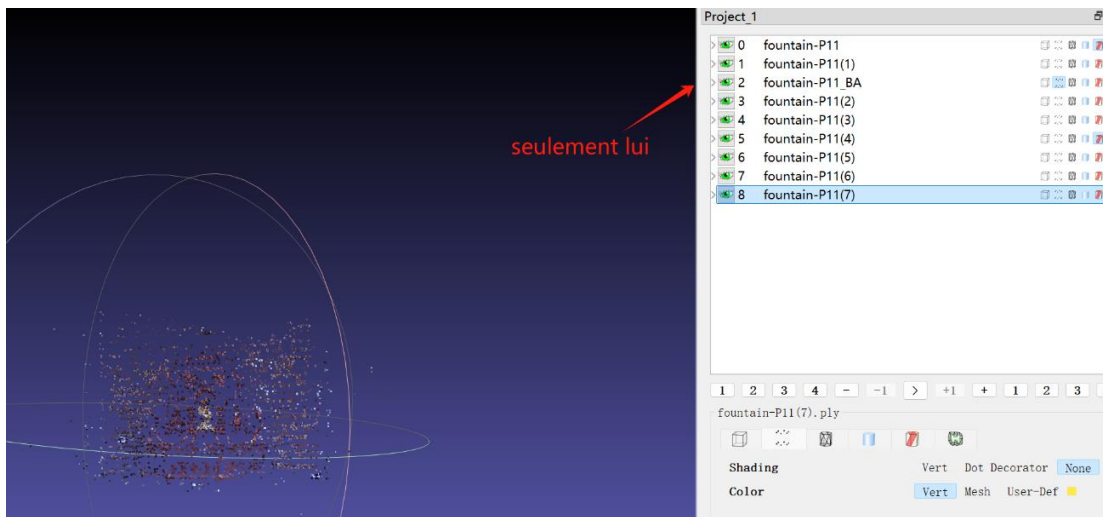 Project_1
0 fountain-P11
1 fountain-P11(1)
2 fountain-P11_BA
3 fountain-P11(2)
4 fountain-P11(3)
5 fountain-P11(4)
6 fountain-P11(5)
7 fountain-P11(6)
8 fountain-P11(7)
seulement lui
1 2 3 4 - -1 > +1 + 1 2 3
fountain-P11(7).ply
Shading Vert Dot Decorator None
Color Vert Mesh User-Def